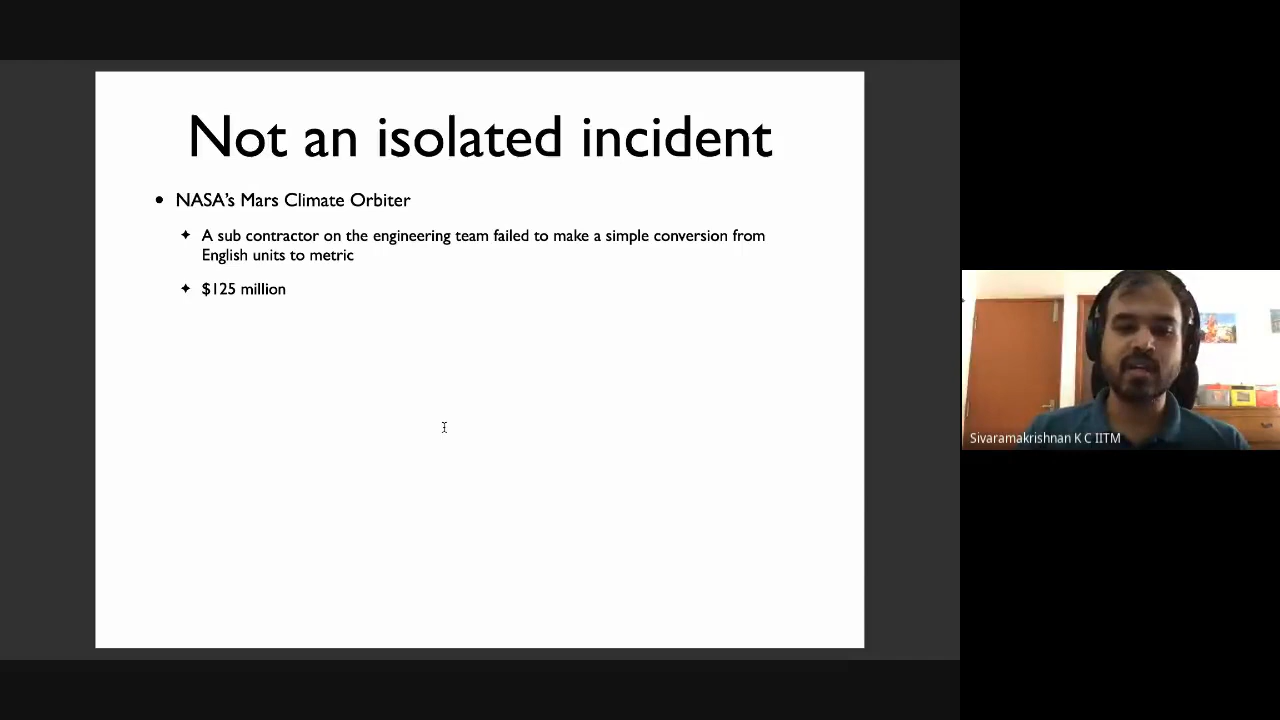 Not an isolated incident
• NASA's Mars Climate Orbiter
✦ A sub contractor on the engineering team failed to make a simple conversion from
English units to metric
✦ $125 million
Sivaramakrishnan K C IITM